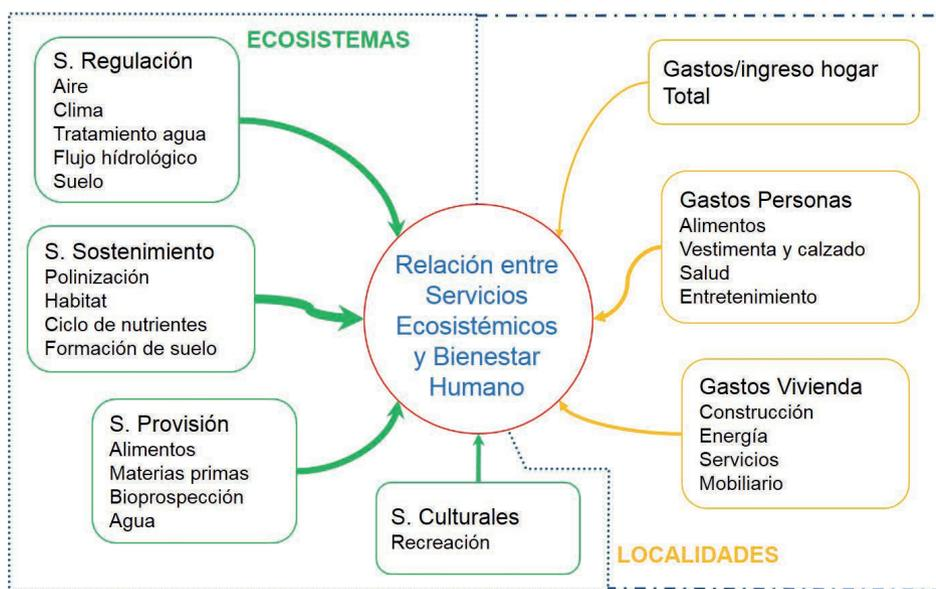 ECOSISTEMAS
S. Regulación
Aire
Clima
Tratamiento agua
Flujo hídrológico
Suelo
S. Sostenimiento
Polinización
Habitat
Ciclo de nutrientes
Formación de suelo
S. Provisión
Alimentos
Materias primas
Bioprospección
Agua
S. Culturales
Recreación
Relación entre
Servicios
Ecosistémicos
y Bienestar
Humano
Gastos/ingreso hogar
Total
Gastos Personas
Alimentos
Vestimenta y calzado
Salud
Entretenimiento
Gastos Vivienda
Construcción
Energía
Servicios
Mobiliario
LOCALIDADES